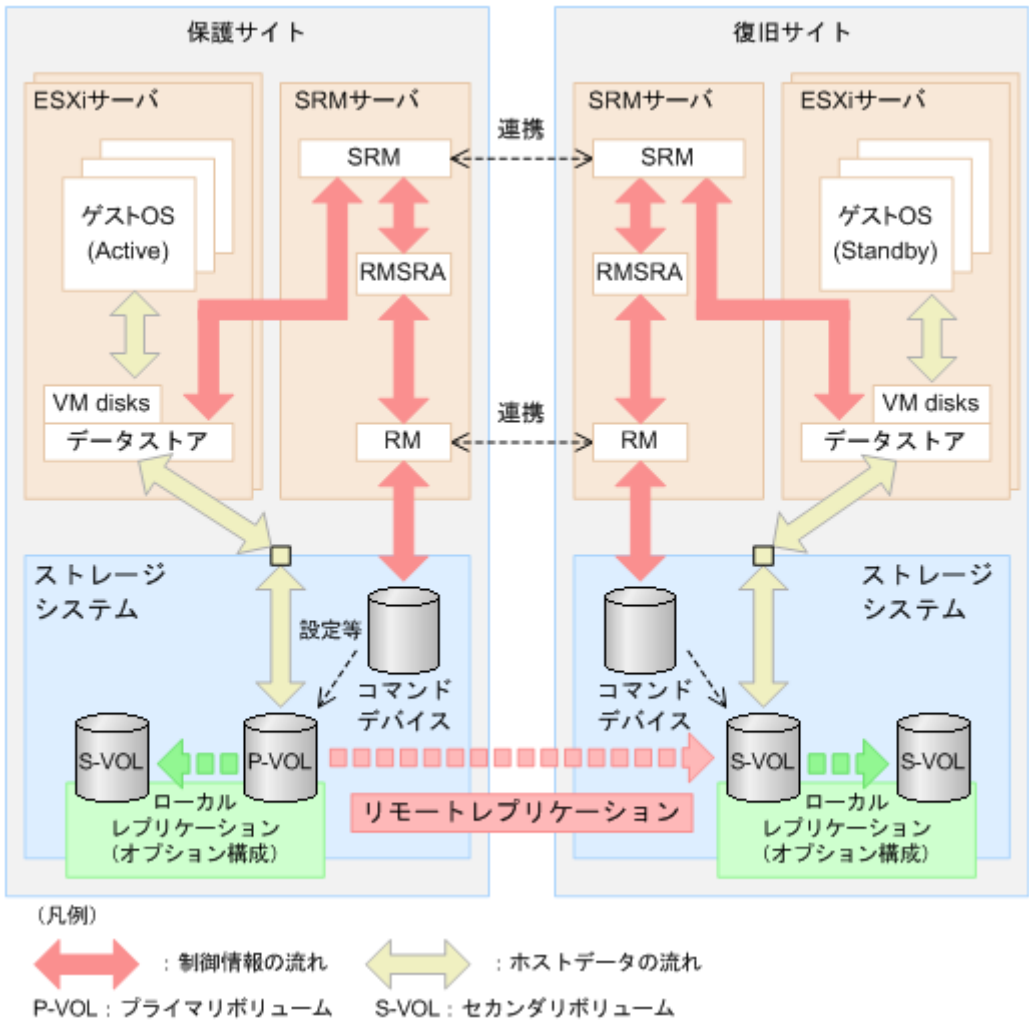 保護サイト
ESXiサーバ
SRMサーバ
SRM
ゲストOS
(Active)
RMSRA
VM disks
データストア
RM
ストレージ
システム
設定等
コマンド
デバイス
S-VOL
P-VOL
ローカル
レプリケーション
（オプション構成）
連携
連携
リモートレプリケーション
復旧サイト
SRMサーバ
ESXiサーバ
SRM
ゲストOS
(Standby)
RMSRA
VM disks
データストア
RM
ストレージ
システム
コマンド
デバイス
S-VOL
S-VOL
ローカル
レプリケーション
（オプション構成）
（凡例）
：制御情報の流れ
：ホストデータの流れ
P-VOL：プライマリボリューム
S-VOL：セカンダリボリューム